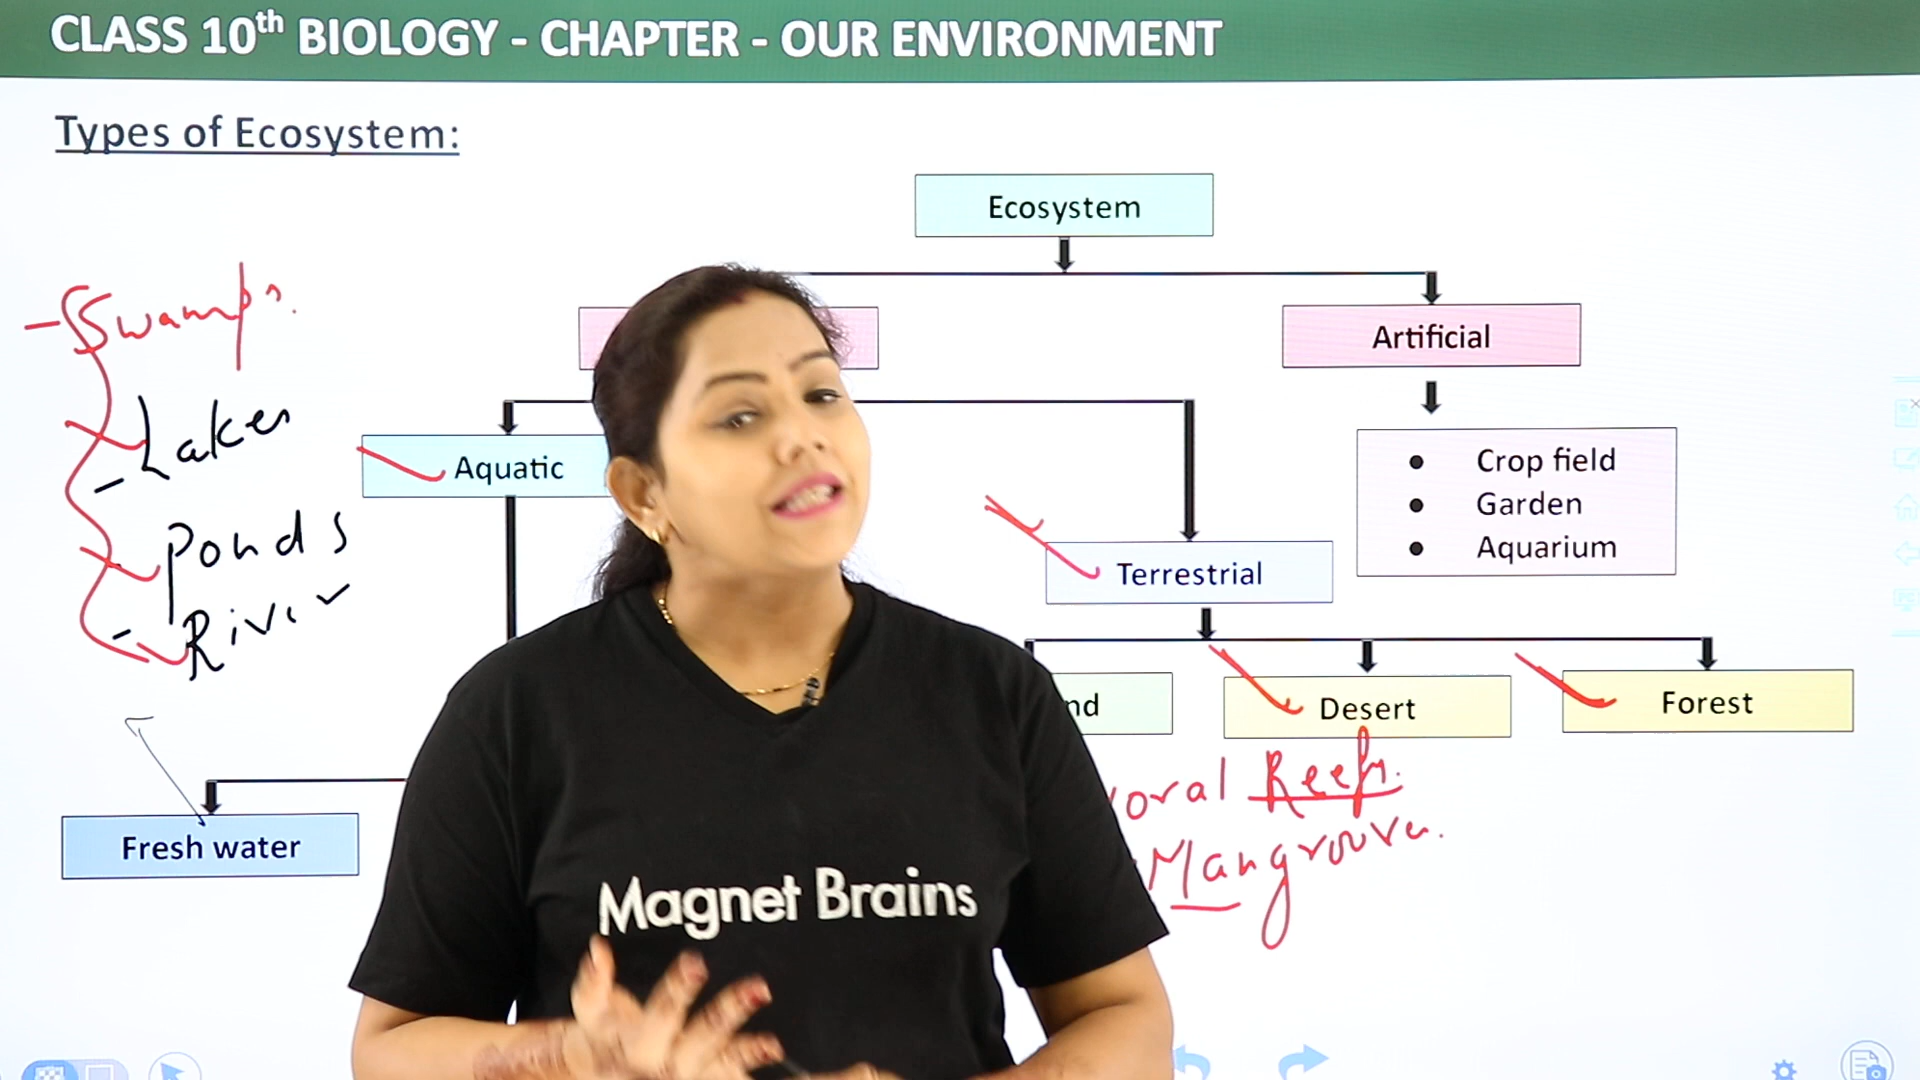 CLASS 10th BIOLOGY - CHAPTER - OUR ENVIRONMENT
Types of Ecosystem:
Ecosystem
Artificial
Swamps.
Lakes
Ponds
River
Aquatic
Crop field
Garden
Aquarium
Terrestrial
nd
Desert
Forest
oral Reefs.
Mangroove
Fresh water
Magnet Brains